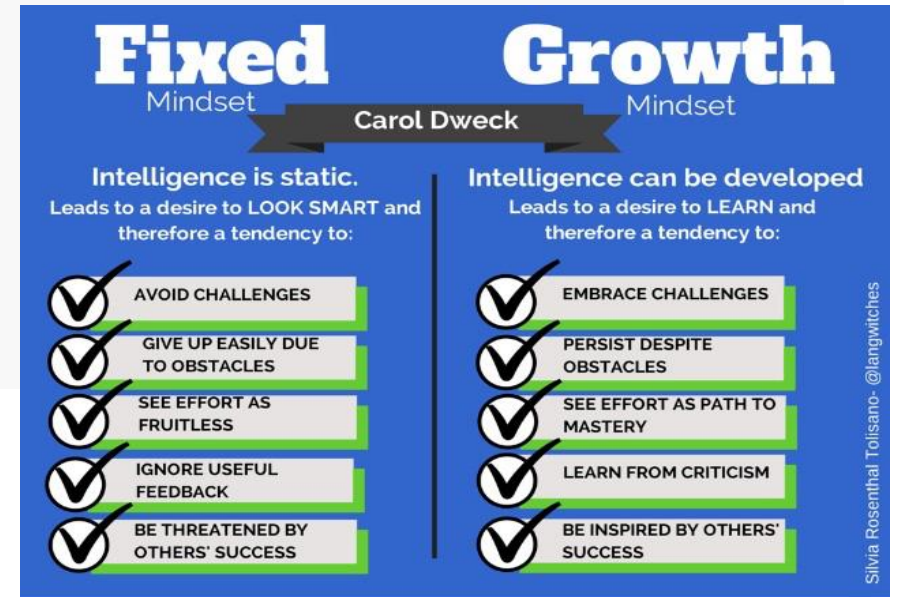 Fixed
Mindset
Growth
Mindset
Carol Dweck
Intelligence is static.
Leads to a desire to LOOK SMART and
therefore a tendency to:
AVOID CHALLENGES
GIVE UP EASILY DUE
TO OBSTACLES
SEE EFFORT AS
FRUITLESS
IGNORE USEFUL
FEEDBACK
BE THREATENED BY
OTHERS' SUCCESS
Intelligence can be developed
Leads to a desire to LEARN and
therefore a tendency to:
EMBRACE CHALLENGES
PERSIST DESPITE
OBSTACLES
SEE EFFORT AS PATH TO
MASTERY
LEARN FROM CRITICISM
BE INSPIRED BY OTHERS'
SUCCESS
Silvia Rosenthal Tolisano- @langwitches